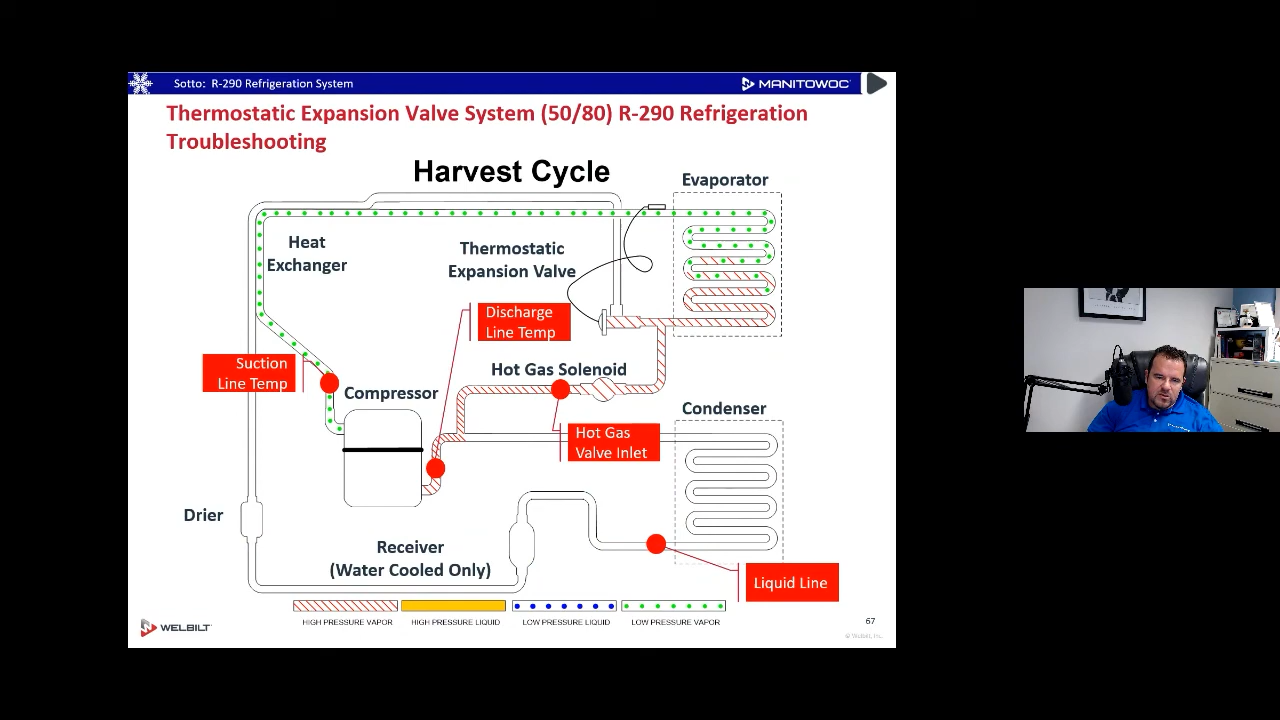 Sotto: R-290 Refrigeration System
MANITOWOC
Thermostatic Expansion Valve System (50/80) R-290 Refrigeration
Troubleshooting
Harvest Cycle
Evaporator
Heat
Exchanger
Thermostatic
Expansion Valve
Discharge
Line Temp
Suction
Line Temp
Hot Gas Solenoid
Compressor
Condenser
Hot Gas
Valve Inlet
Drier
Receiver
(Water Cooled Only)
Liquid Line
HIGH PRESSURE VAPOR
HIGH PRESSURE LIQUID
LOW PRESSURE LIQUID
LOW PRESSURE VAPOR
WELBILT
67
© Welbilt, Inc.